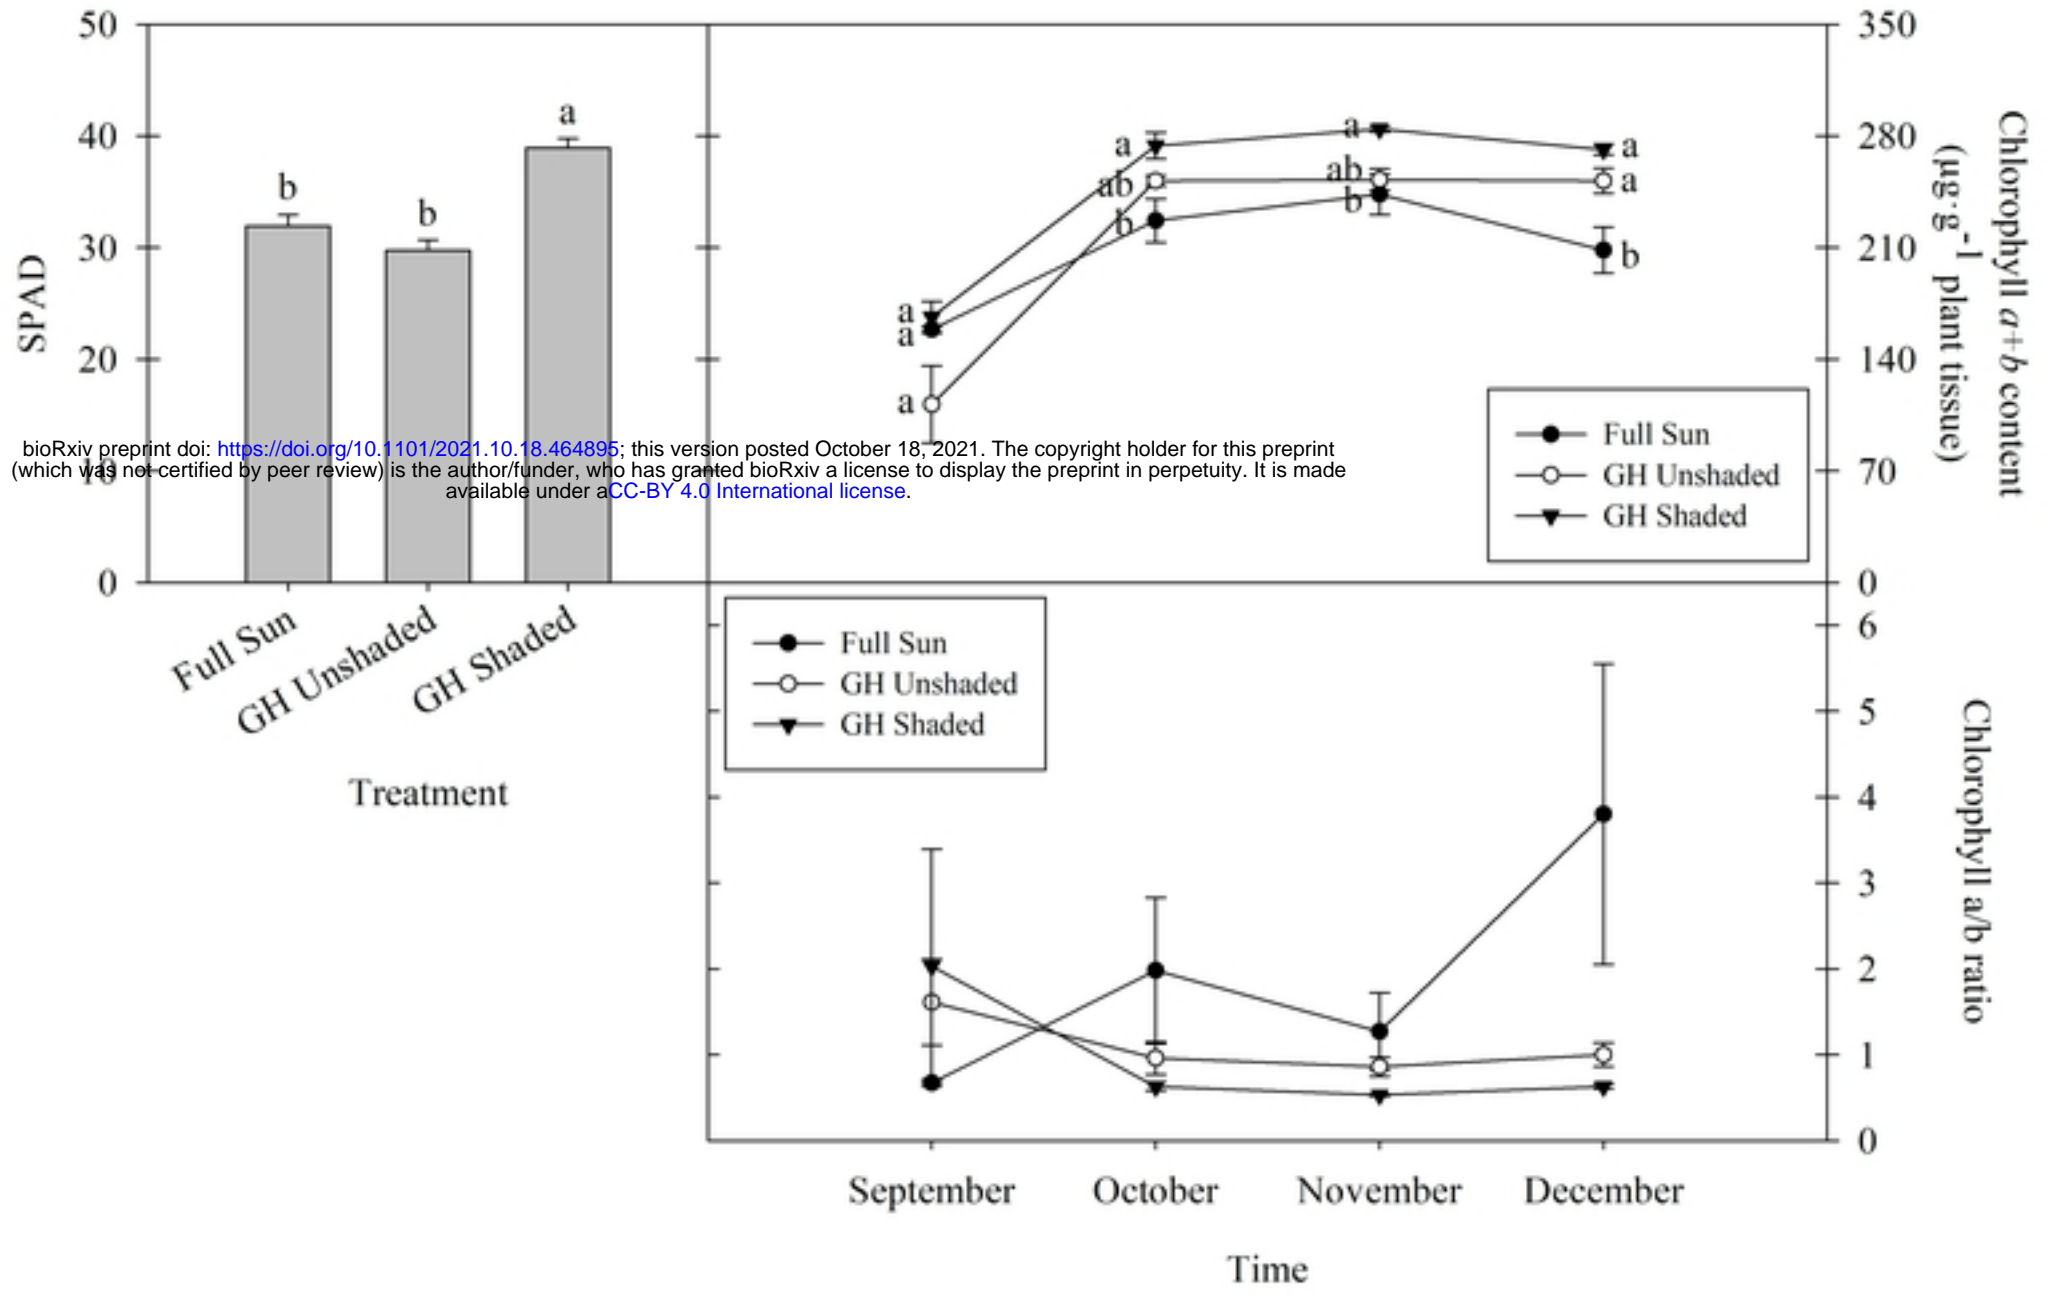 50
40
30
20
10
0
SPAD
b
b
a
Full Sun
GH Unshaded
GH Shaded
Treatment
bioRxiv preprint doi: https://doi.org/10.1101/2021.10.18.464895; this version posted October 18, 2021. The copyright holder for this preprint
(which was not certified by peer review) is the author/funder, who has granted bioRxiv a license to display the preprint in perpetuity. It is made
available under aCC-BY 4.0 International license.
a
a
a
a
ab
b
a
ab
b
a
a
b
350
280
210
140
70
0
Chlorophyll a+b content
(μg·g-1 plant tissue)
Full Sun
GH Unshaded
GH Shaded
Full Sun
GH Unshaded
GH Shaded
6
5
4
3
2
1
0
Chlorophyll a/b ratio
September October November December
Time